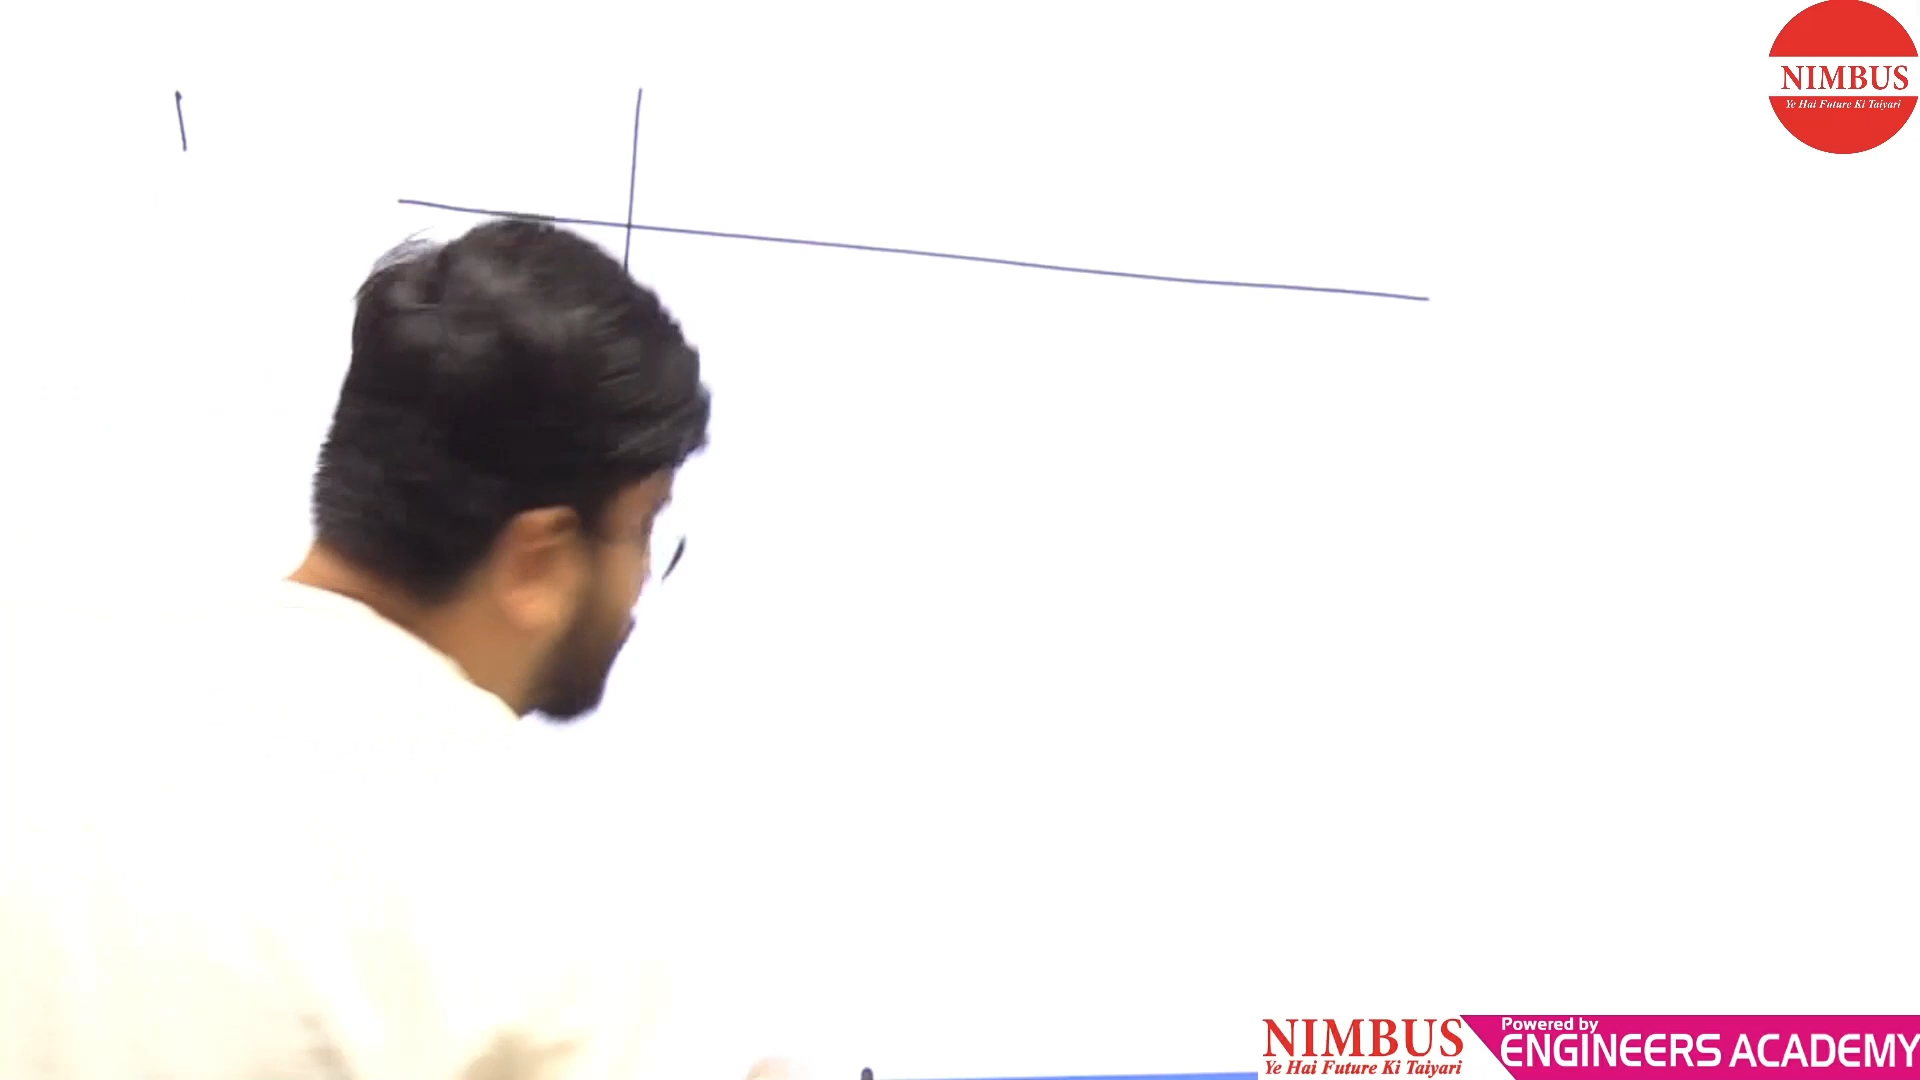 NIMBUS
Ye Hai Future Ki Taiyari
NIMBUS
Ye Hai Future Ki Taiyari
Powered by
ENGINEERS ACADEMY